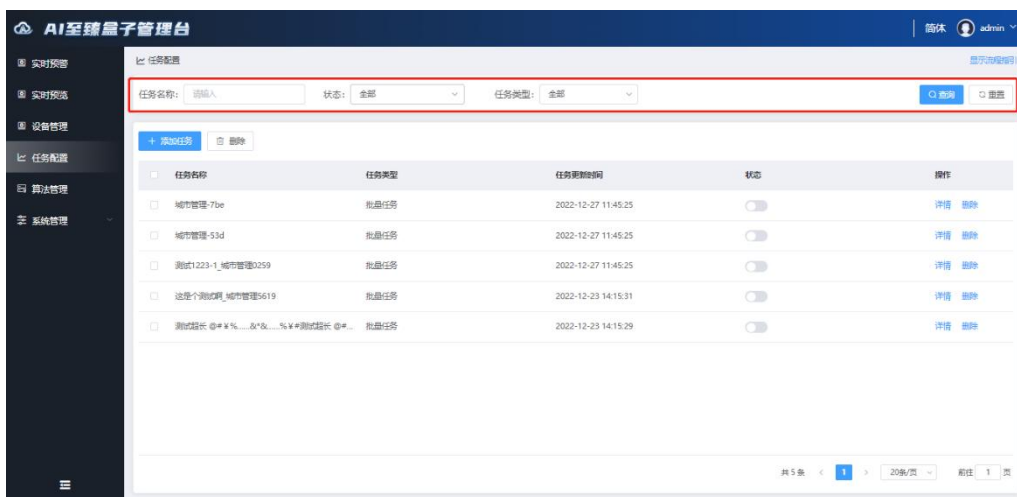 AI至臻盒子管理台
简体 admin
实时预警
实时预览
设备管理
任务配置
算法管理
系统管理
任务配置 显示流程指引
任务名称: 请输入 状态: 全部 任务类型: 全部 查询 重置
+ 添加任务 删除
任务名称 任务类型 任务更新时间 状态 操作
城市管理-7be 批量任务 2022-12-27 11:45:25 详情 删除
城市管理-53d 批量任务 2022-12-27 11:45:25 详情 删除
测试1223-1_城市管理0259 批量任务 2022-12-27 11:45:25 详情 删除
这是个测试啊_城市管理5619 批量任务 2022-12-23 14:15:31 详情 删除
测试超长 @#￥%......&*&......%￥#测试超长 @#... 批量任务 2022-12-23 14:15:29 详情 删除
共 5 条 < 1 > 20条/页 前往 1 页